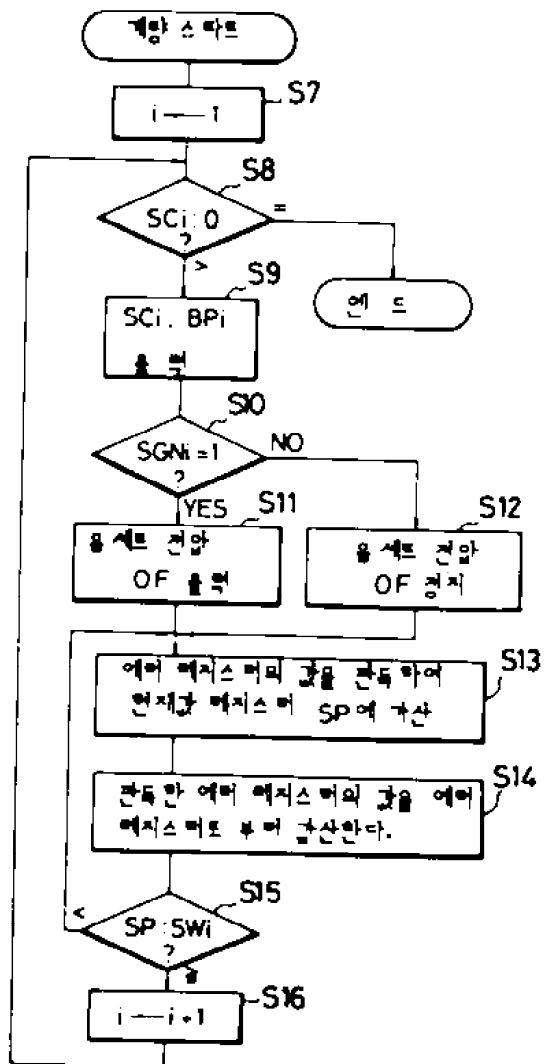 계량 스타트
S7
i ← 1
S8
SCi : 0
?
=
>
S9
엔 드
SCi. BPi
출 력
S10
SGNi = 1
?
NO
YES
S11
S12
옵세트 전압
OF 출력
옵세트 전압
OF 정지
S13
에러 레지스터의 값을 판독하여
현재값 레지스터 SP에 가산
S14
판독한 에러 레지스터의 값을 에러
레지스터로 부터 감산한다.
S15
<
SP : SWi
?
S16
i ← i + 1